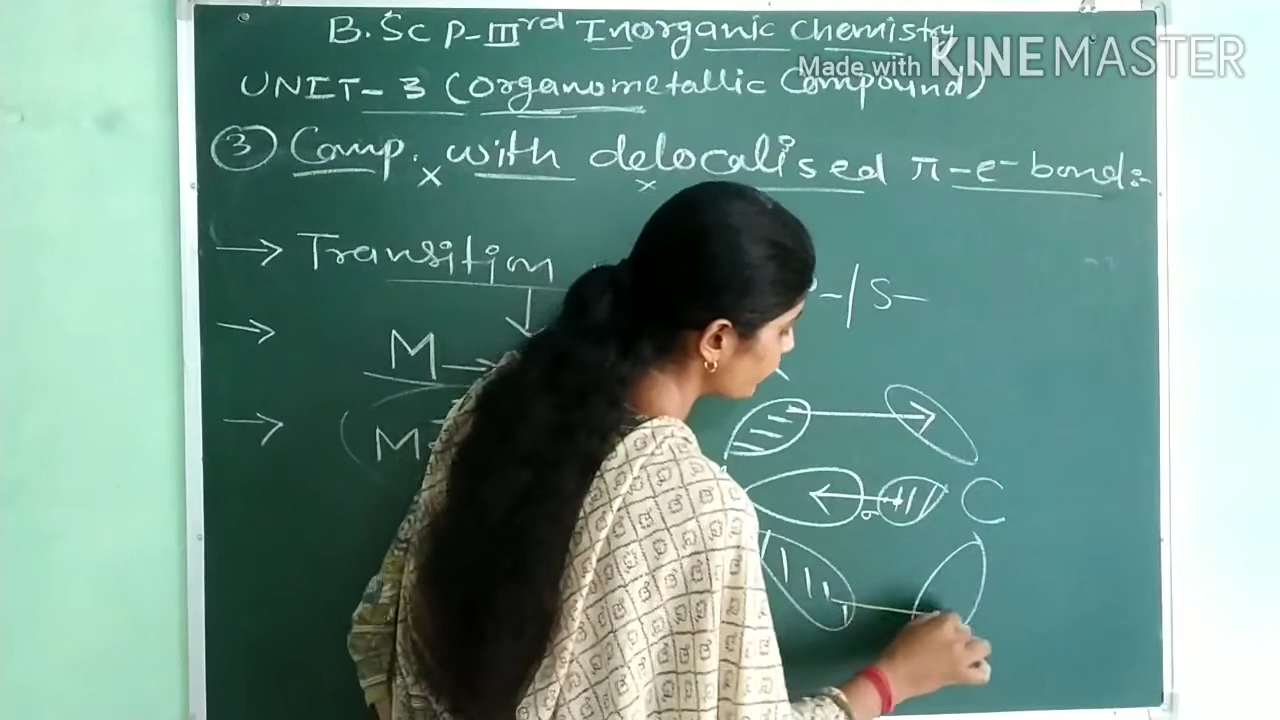 B.Sc P-IIIrd Inorganic Chemistry
Made with KINEMASTER
UNIT-3 (Organometallic Compound)
③ Comp. with delocalised π-e- bond:-
→ Transition
-/S-
→ M →
→ M
σ C